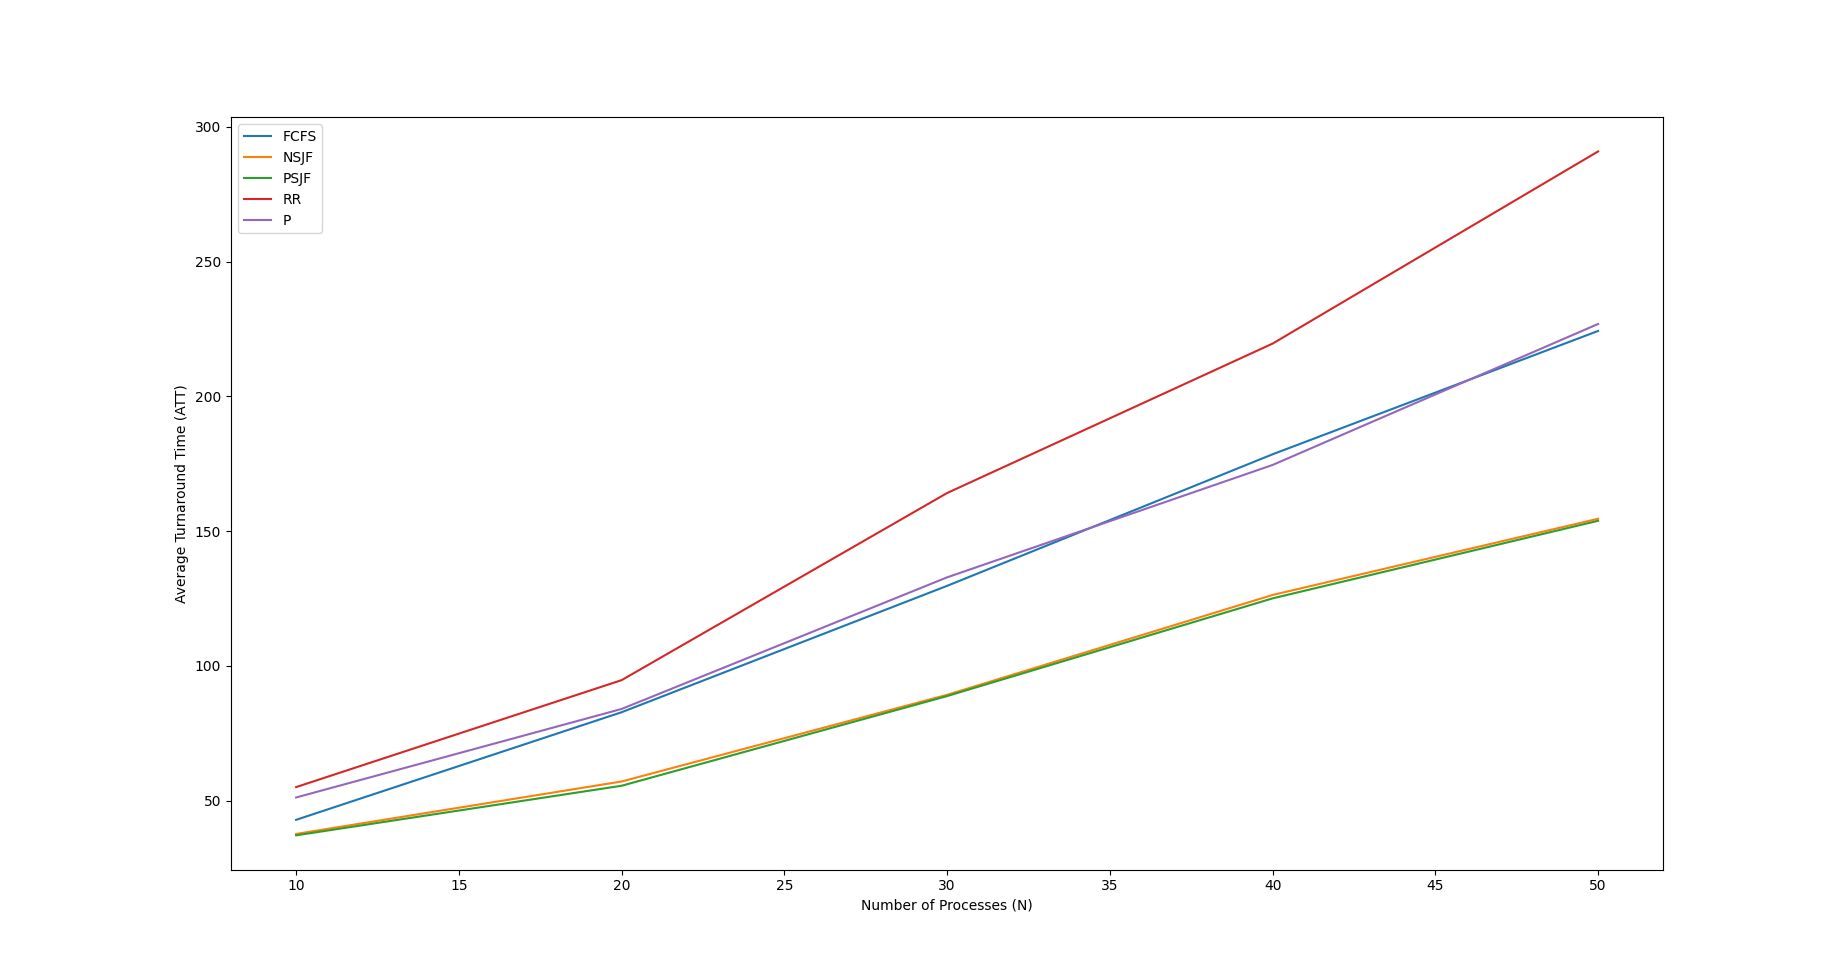 FCFS
NSJF
PSJF
RR
P
300
250
200
150
100
50
Average Turnaround Time (ATT)
10 15 20 25 30 35 40 45 50
Number of Processes (N)